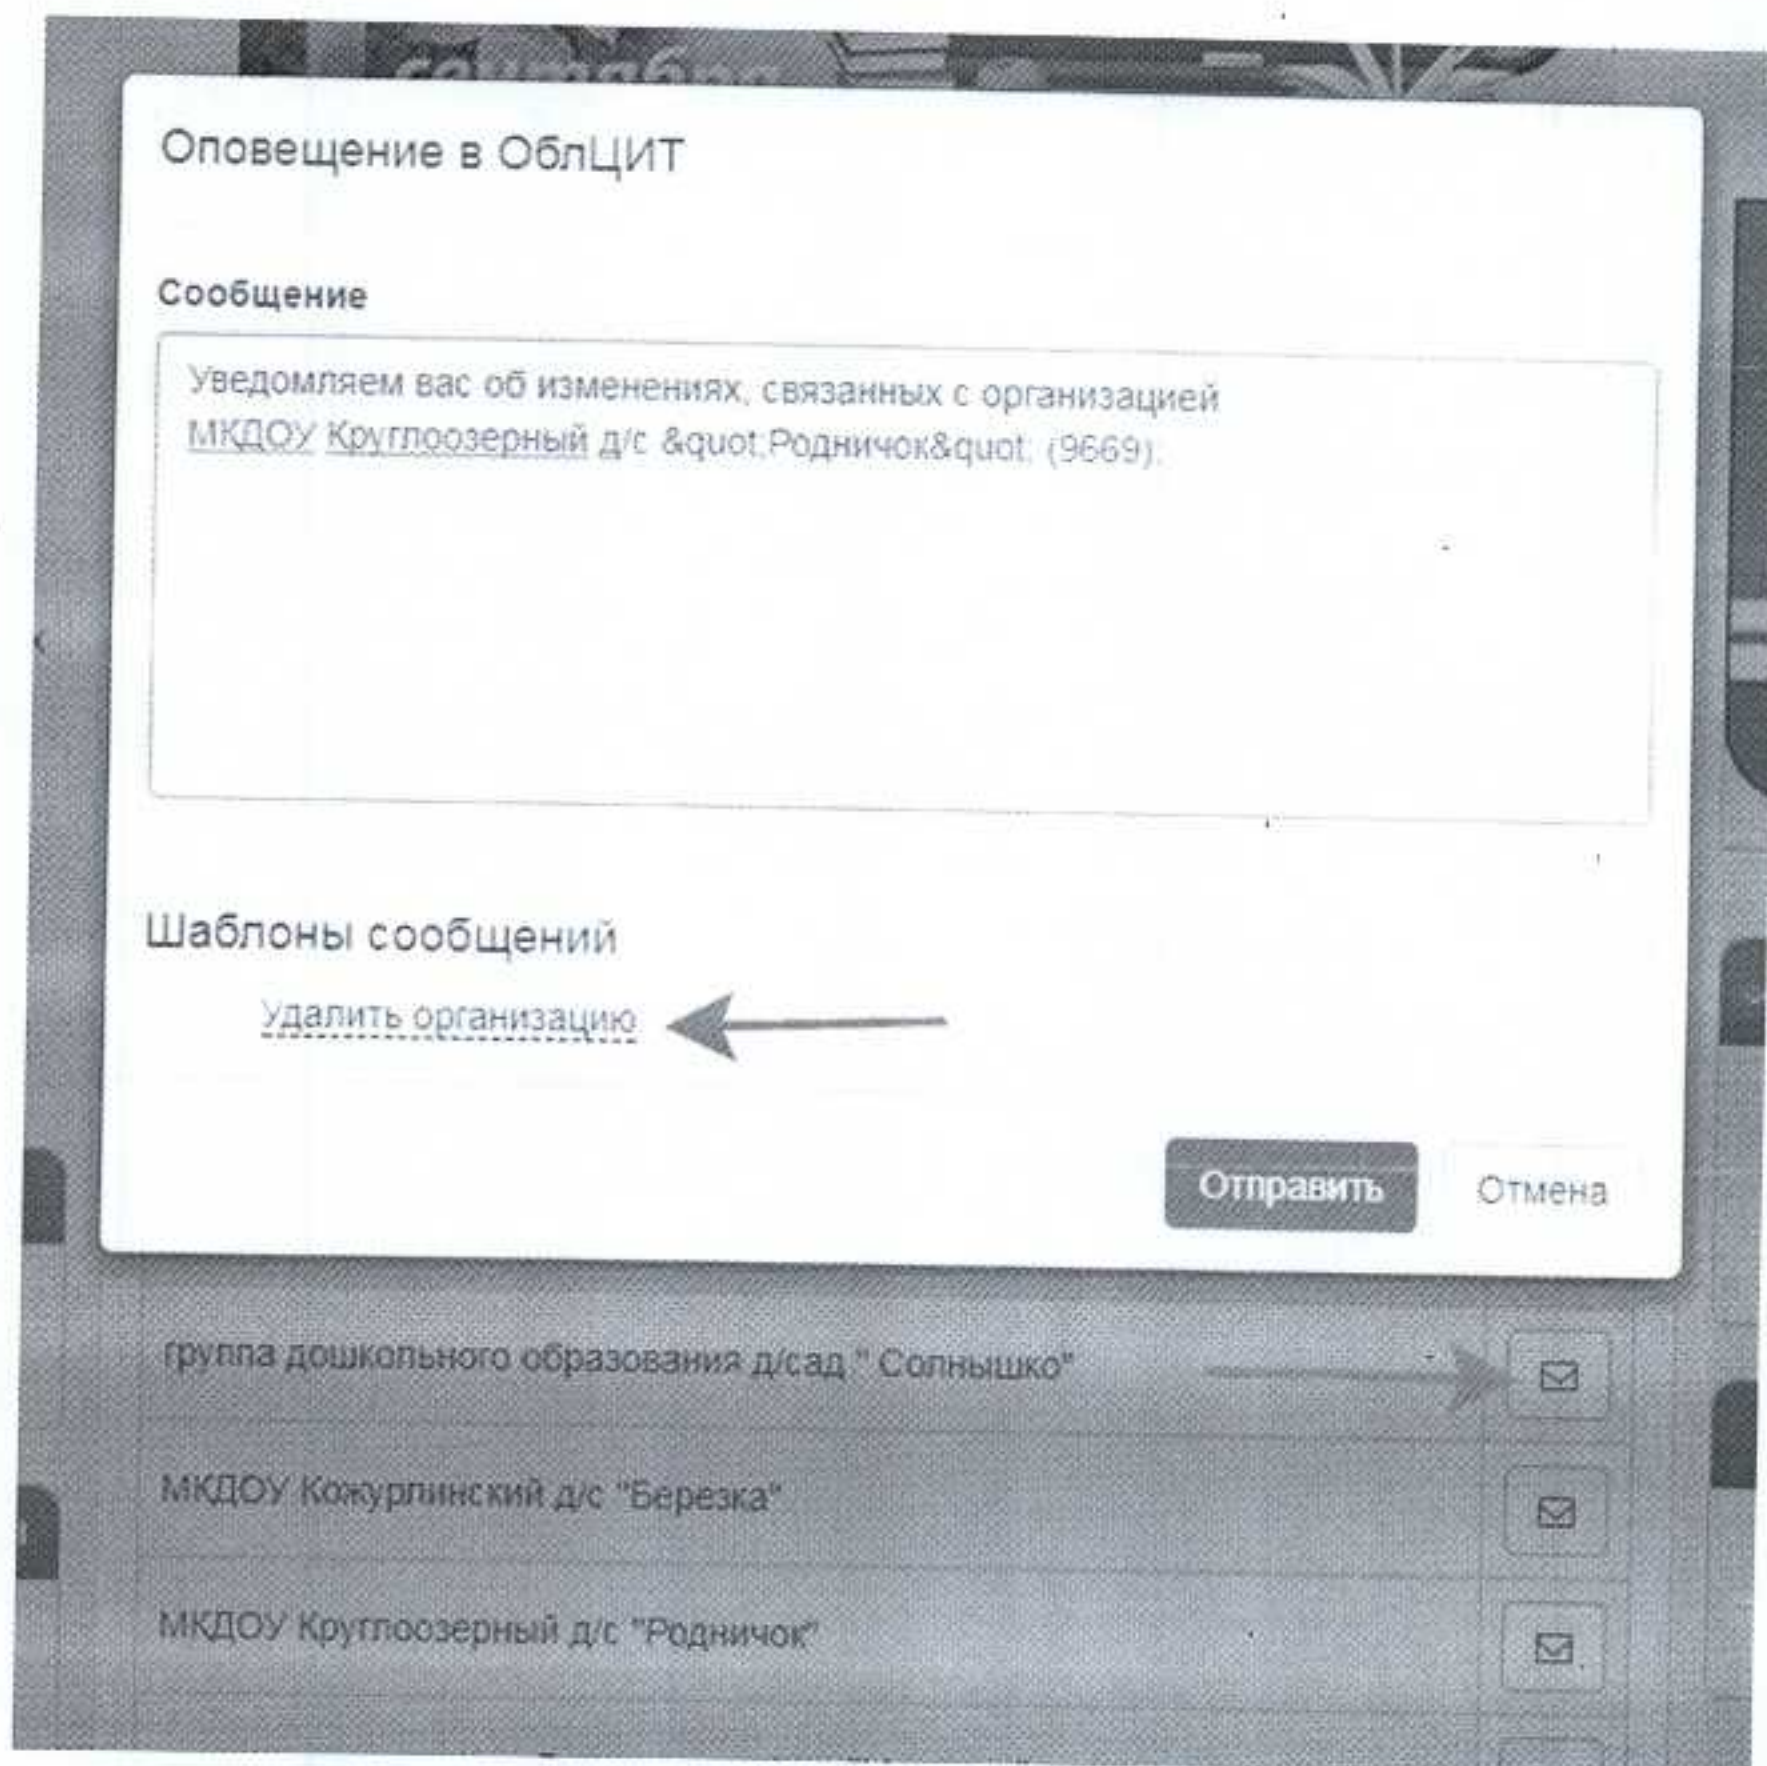 сентября
Оповещение в ОблЦИТ
Сообщение
Уведомляем вас об изменениях, связанных с организацией
МКДОУ Круглоозерный д/с &quot;Родничок&quot; (9669);
Шаблоны сообщений
Удалить организацию
Отправить Отмена
группа дошкольного образования д/сад " Солнышко"
МКДОУ Кожурлинский д/с "Березка"
МКДОУ Круглоозерный д/с "Родничок"